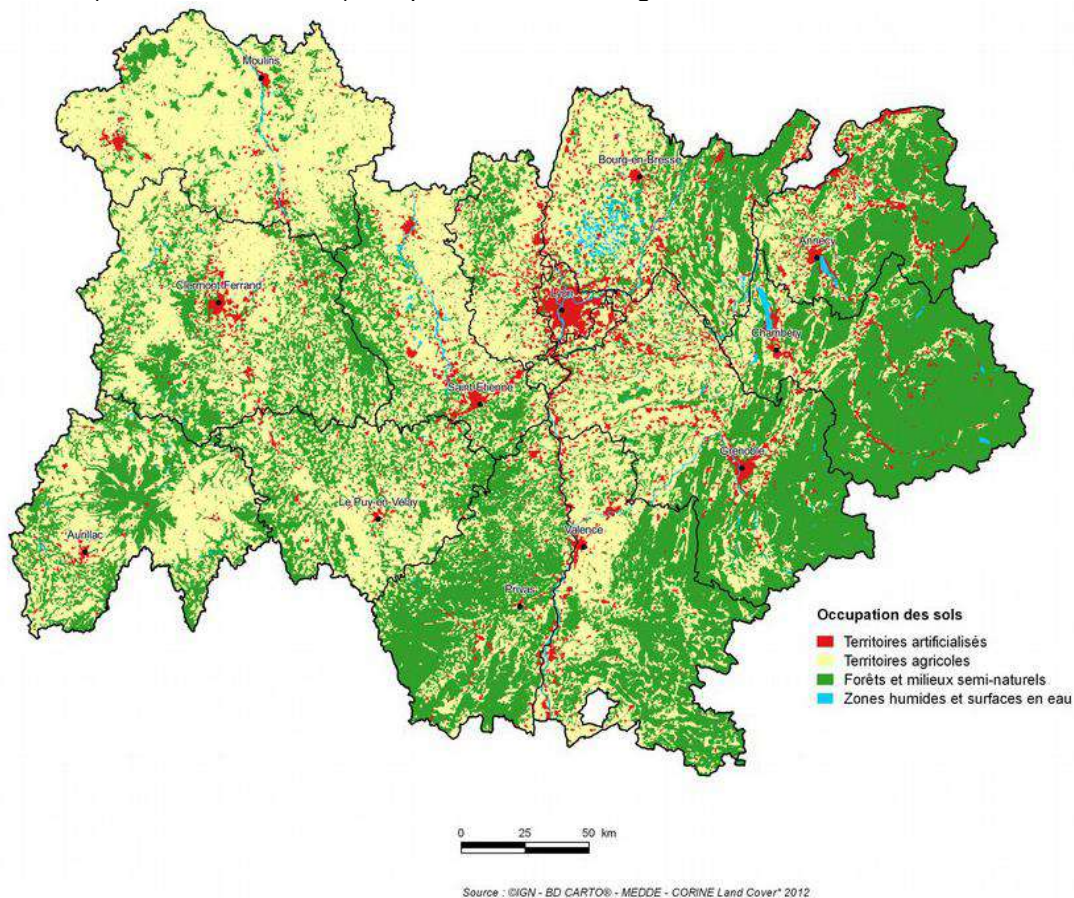 Moulins
Bourg-en-Bresse
Annecy
Clermont-Ferrand
Lyon
Chambéry
Saint-Etienne
Grenoble
Le Puy-en-Velay
Aurillac
Valence
Privas
Occupation des sols
Territoires artificialisés
Territoires agricoles
Forêts et milieux semi-naturels
Zones humides et surfaces en eau
0 25 50 km
Source : ©IGN - BD CARTO® - MEDDE - CORINE Land Cover* 2012